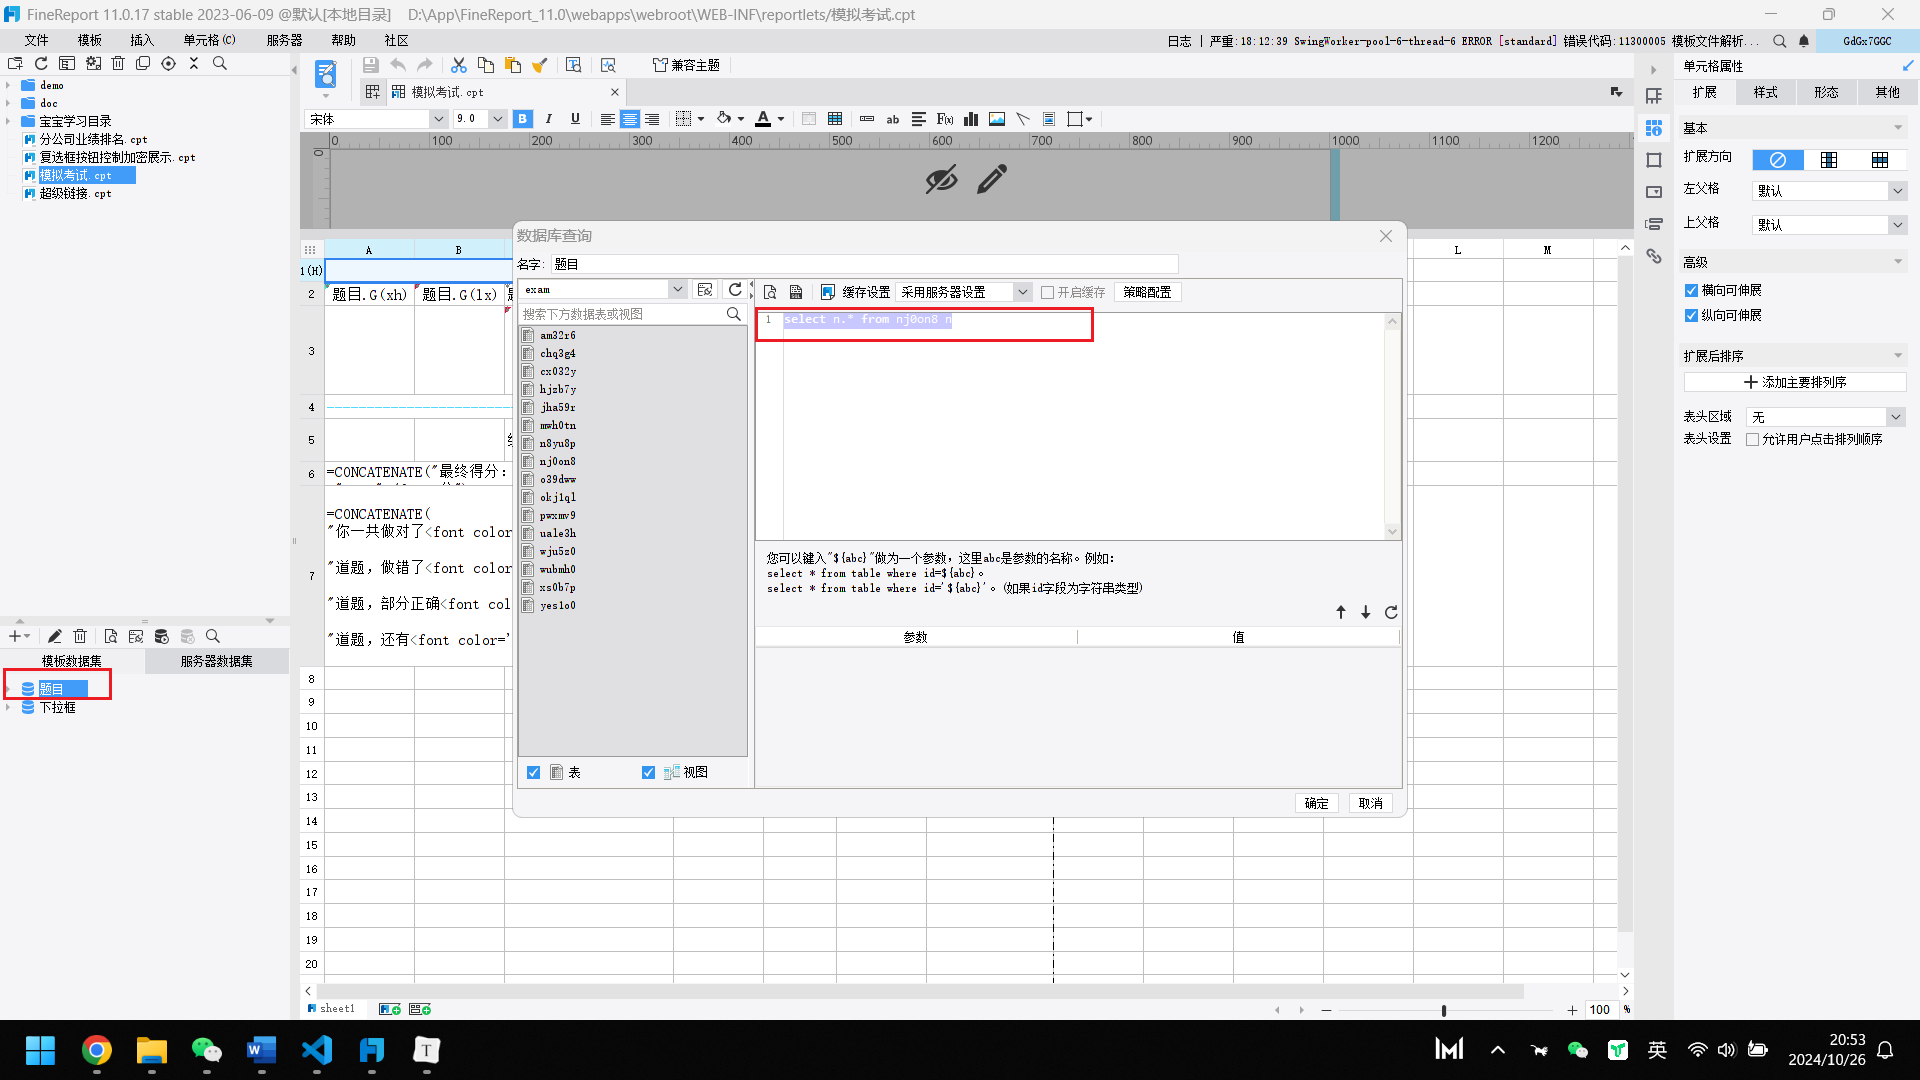 FineReport 11.0.17 stable 2023-06-09 @默认[本地目录]    D:\App\FineReport_11.0\webapps\webroot\WEB-INF\reportlets/模拟考试.cpt
文件 模板 插入 单元格(C) 服务器 帮助 社区
日志 | 严重:18:12:39 SwingWorker-pool-6-thread-6 ERROR [standard] 错误代码:11300005 模板文件解析...
GdGx7GGC
demo
doc
宝宝学习目录
分公司业绩排名.cpt
复选框按钮控制加密展示.cpt
模拟考试.cpt
超级链接.cpt
兼容主题
模拟考试.cpt
宋体 9.0 B I U
0 100 200 300 400 500 600 700 800 900 1000 1100 1200
0
A B L M
1(H)
2 题目.G(xh) 题目.G(lx)
3
4
5
6 =CONCATENATE("最终得分:
7 =CONCATENATE(
"你一共做对了<font color
"道题，做错了<font color
"道题，部分正确<font col
"道题，还有<font color='
8
9
10
11
12
13
14
15
16
17
18
19
20
sheet1
100 %
模板数据集 服务器数据集
题目
下拉框
数据库查询
名字: 题目
exam
搜索下方数据表或视图
am32r6
chq3g4
cx032y
hjzb7y
jha59r
mwh0tn
n8yu8p
nj0on8
o39dww
okj1ql
pwxmv9
uale3h
wju5z0
wubmh0
xs0b7p
yes1o0
表 视图
缓存设置 采用服务器设置 开启缓存 策略配置
1 select n.* from nj0on8 n
您可以键入"${abc}"做为一个参数，这里abc是参数的名称。例如:
select * from table where id=${abc}。
select * from table where id='${abc}'。(如果id字段为字符串类型)
参数 值
确定 取消
单元格属性
扩展 样式 形态 其他
基本
扩展方向
左父格 默认
上父格 默认
高级
横向可伸展
纵向可伸展
扩展后排序
添加主要排列序
表头区域 无
表头设置 允许用户点击排列顺序
英
20:53
2024/10/26